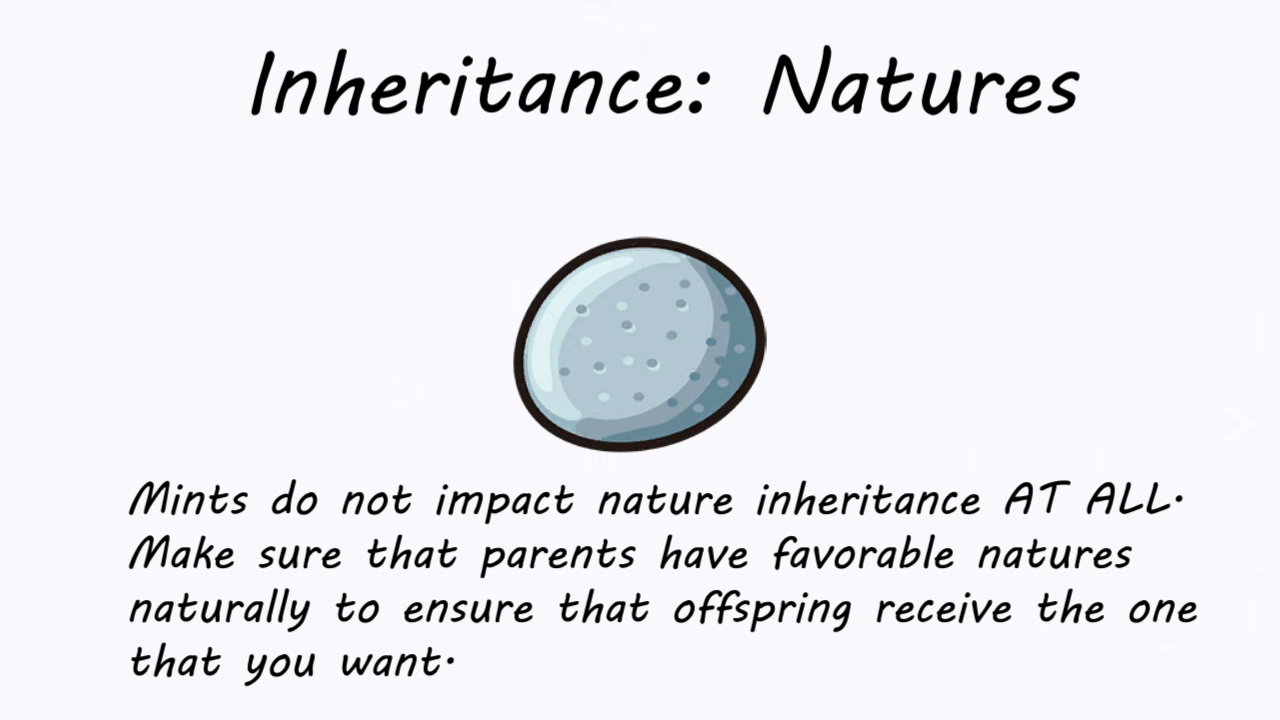 Inheritance: Natures
Mints do not impact nature inheritance AT ALL.
Make sure that parents have favorable natures
naturally to ensure that offspring receive the one
that you want.